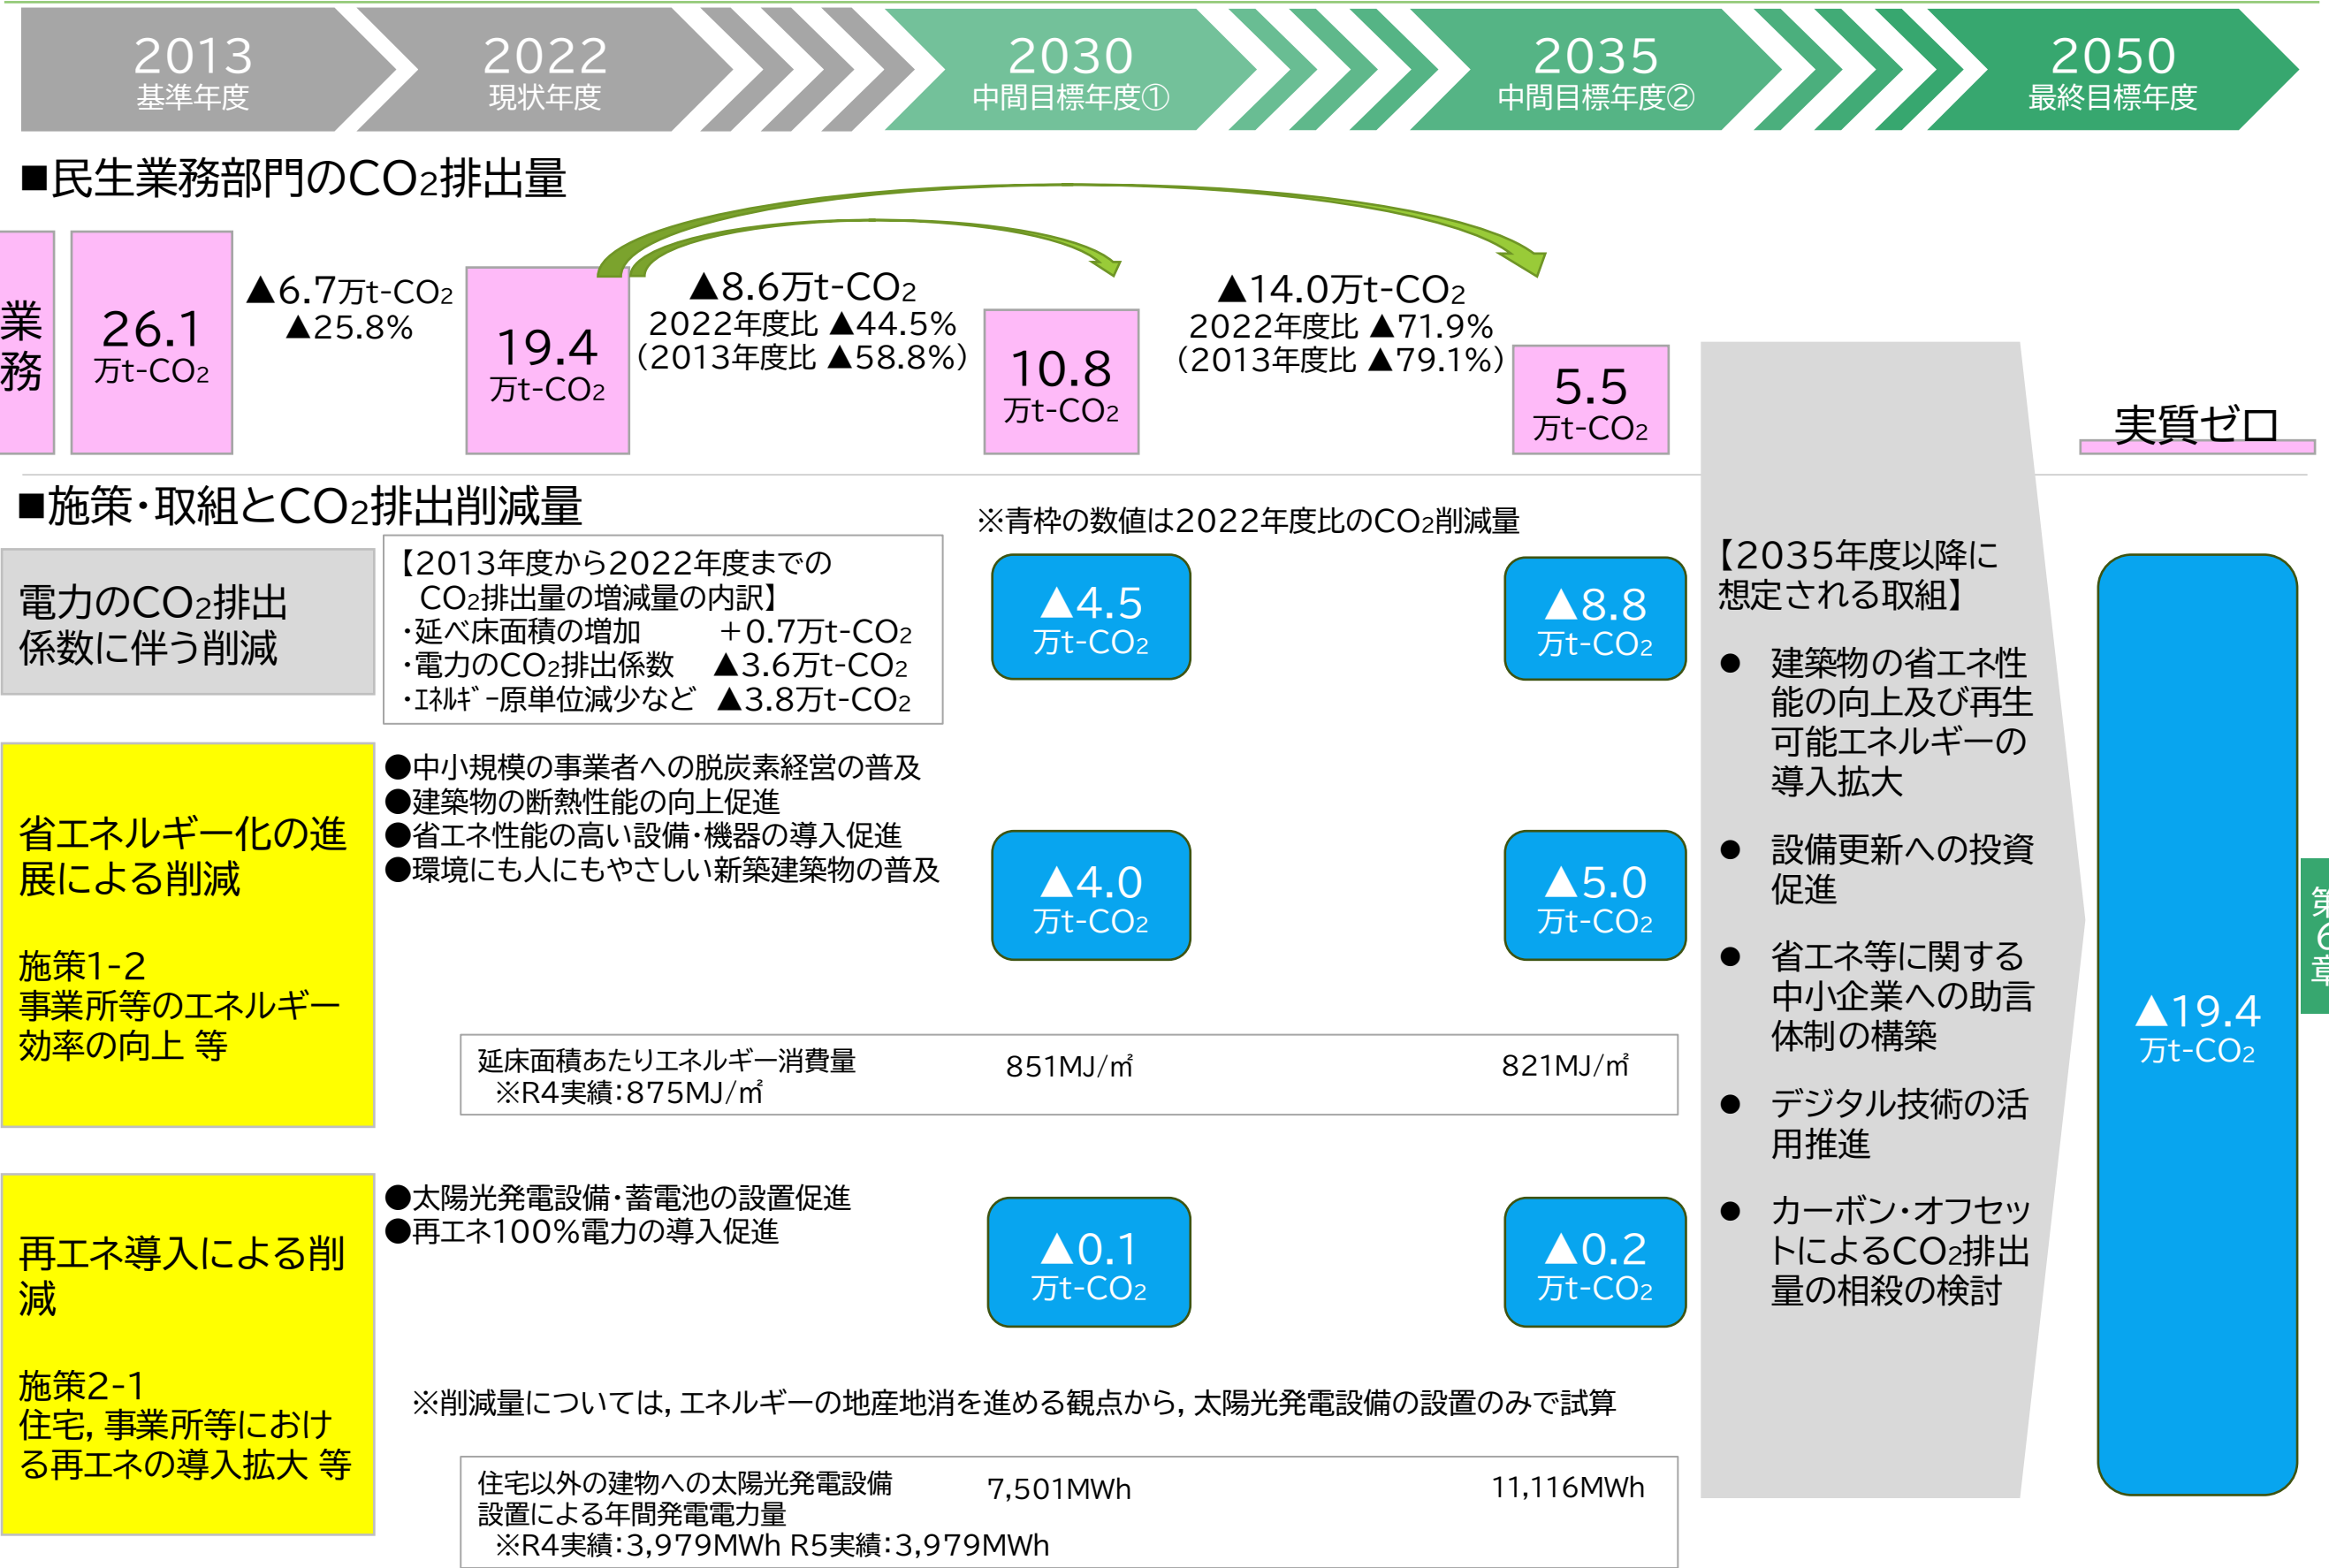 2013
基準年度
2022
現状年度
2030
中間目標年度①
2035
中間目標年度②
2050
最終目標年度
■民生業務部門のCO2排出量
業
務
26.1
万t-CO2
▲6.7万t-CO2
▲25.8%
19.4
万t-CO2
▲8.6万t-CO2
2022年度比 ▲44.5%
(2013年度比 ▲58.8%)
10.8
万t-CO2
▲14.0万t-CO2
2022年度比 ▲71.9%
(2013年度比 ▲79.1%)
5.5
万t-CO2
実質ゼロ
■施策・取組とCO2排出削減量
※青枠の数値は2022年度比のCO2削減量
電力のCO2排出
係数に伴う削減
【2013年度から2022年度までの
CO2排出量の増減量の内訳】
・延べ床面積の増加 +0.7万t-CO2
・電力のCO2排出係数 ▲3.6万t-CO2
・ｴﾈﾙｷﾞｰ原単位減少など ▲3.8万t-CO2
▲4.5
万t-CO2
▲8.8
万t-CO2
省エネルギー化の進
展による削減
施策1-2
事業所等のエネルギー
効率の向上 等
●中小規模の事業者への脱炭素経営の普及
●建築物の断熱性能の向上促進
●省エネ性能の高い設備・機器の導入促進
●環境にも人にもやさしい新築建築物の普及
▲4.0
万t-CO2
▲5.0
万t-CO2
延床面積あたりエネルギー消費量
※R4実績：875MJ/㎡
851MJ/㎡
821MJ/㎡
再エネ導入による削
減
施策2-1
住宅，事業所等におけ
る再エネの導入拡大 等
●太陽光発電設備・蓄電池の設置促進
●再エネ100%電力の導入促進
▲0.1
万t-CO2
▲0.2
万t-CO2
※削減量については，エネルギーの地産地消を進める観点から，太陽光発電設備の設置のみで試算
住宅以外の建物への太陽光発電設備
設置による年間発電電力量
※R4実績：3,979MWh R5実績：3,979MWh
7,501MWh
11,116MWh
【2035年度以降に
想定される取組】
● 建築物の省エネ性
能の向上及び再生
可能エネルギーの
導入拡大
● 設備更新への投資
促進
● 省エネ等に関する
中小企業への助言
体制の構築
● デジタル技術の活
用推進
● カーボン・オフセッ
トによるCO2排出
量の相殺の検討
▲19.4
万t-CO2
第
6
章